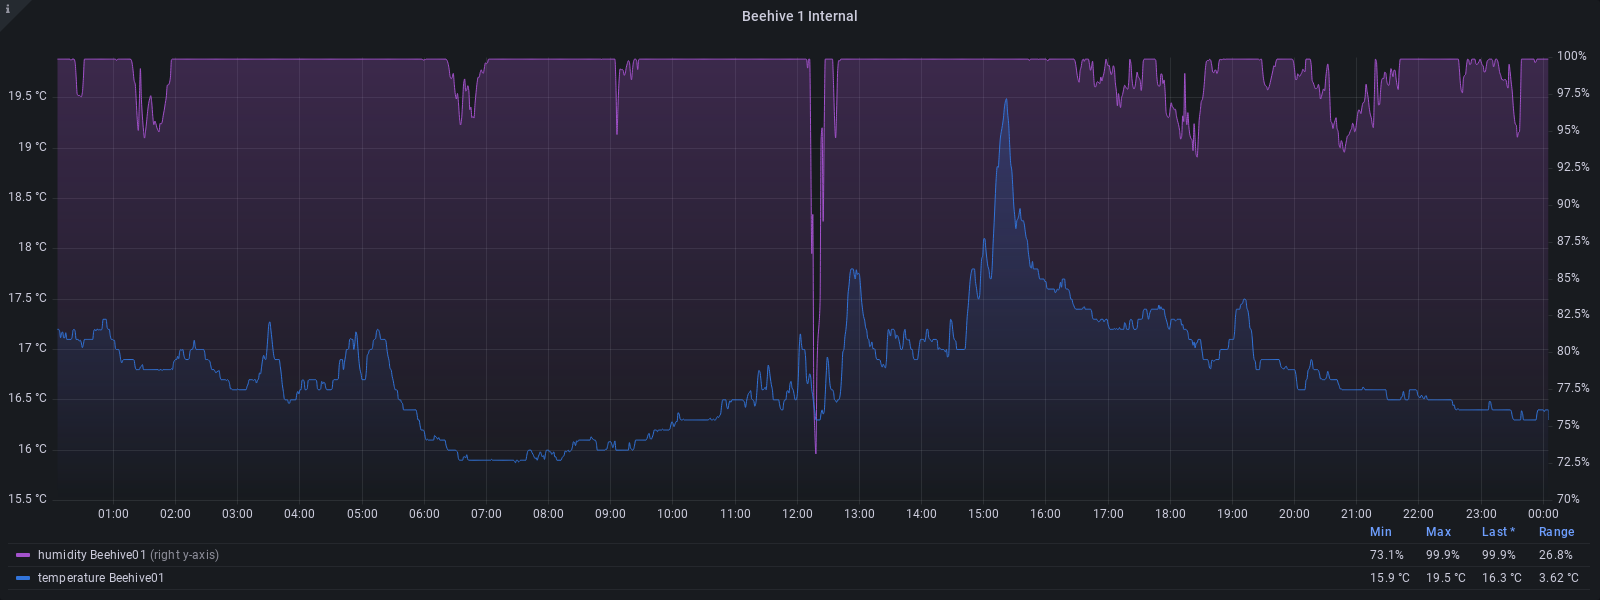 i
Beehive 1 Internal
19.5 °C
19 °C
18.5 °C
18 °C
17.5 °C
17 °C
16.5 °C
16 °C
15.5 °C
100%
97.5%
95%
92.5%
90%
87.5%
85%
82.5%
80%
77.5%
75%
72.5%
70%
01:00 02:00 03:00 04:00 05:00 06:00 07:00 08:00 09:00 10:00 11:00 12:00 13:00 14:00 15:00 16:00 17:00 18:00 19:00 20:00 21:00 22:00 23:00 00:00
Min Max Last * Range
humidity Beehive01 (right y-axis) 73.1% 99.9% 99.9% 26.8%
temperature Beehive01 15.9 °C 19.5 °C 16.3 °C 3.62 °C